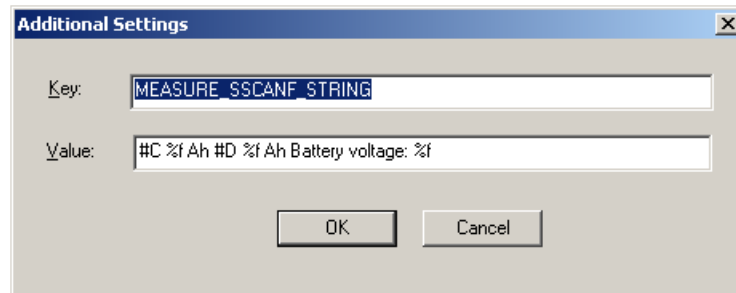 Additional Settings
Key: MEASURE_SSCANF_STRING
Value: #C %f Ah #D %f Ah Battery voltage: %f
OK Cancel